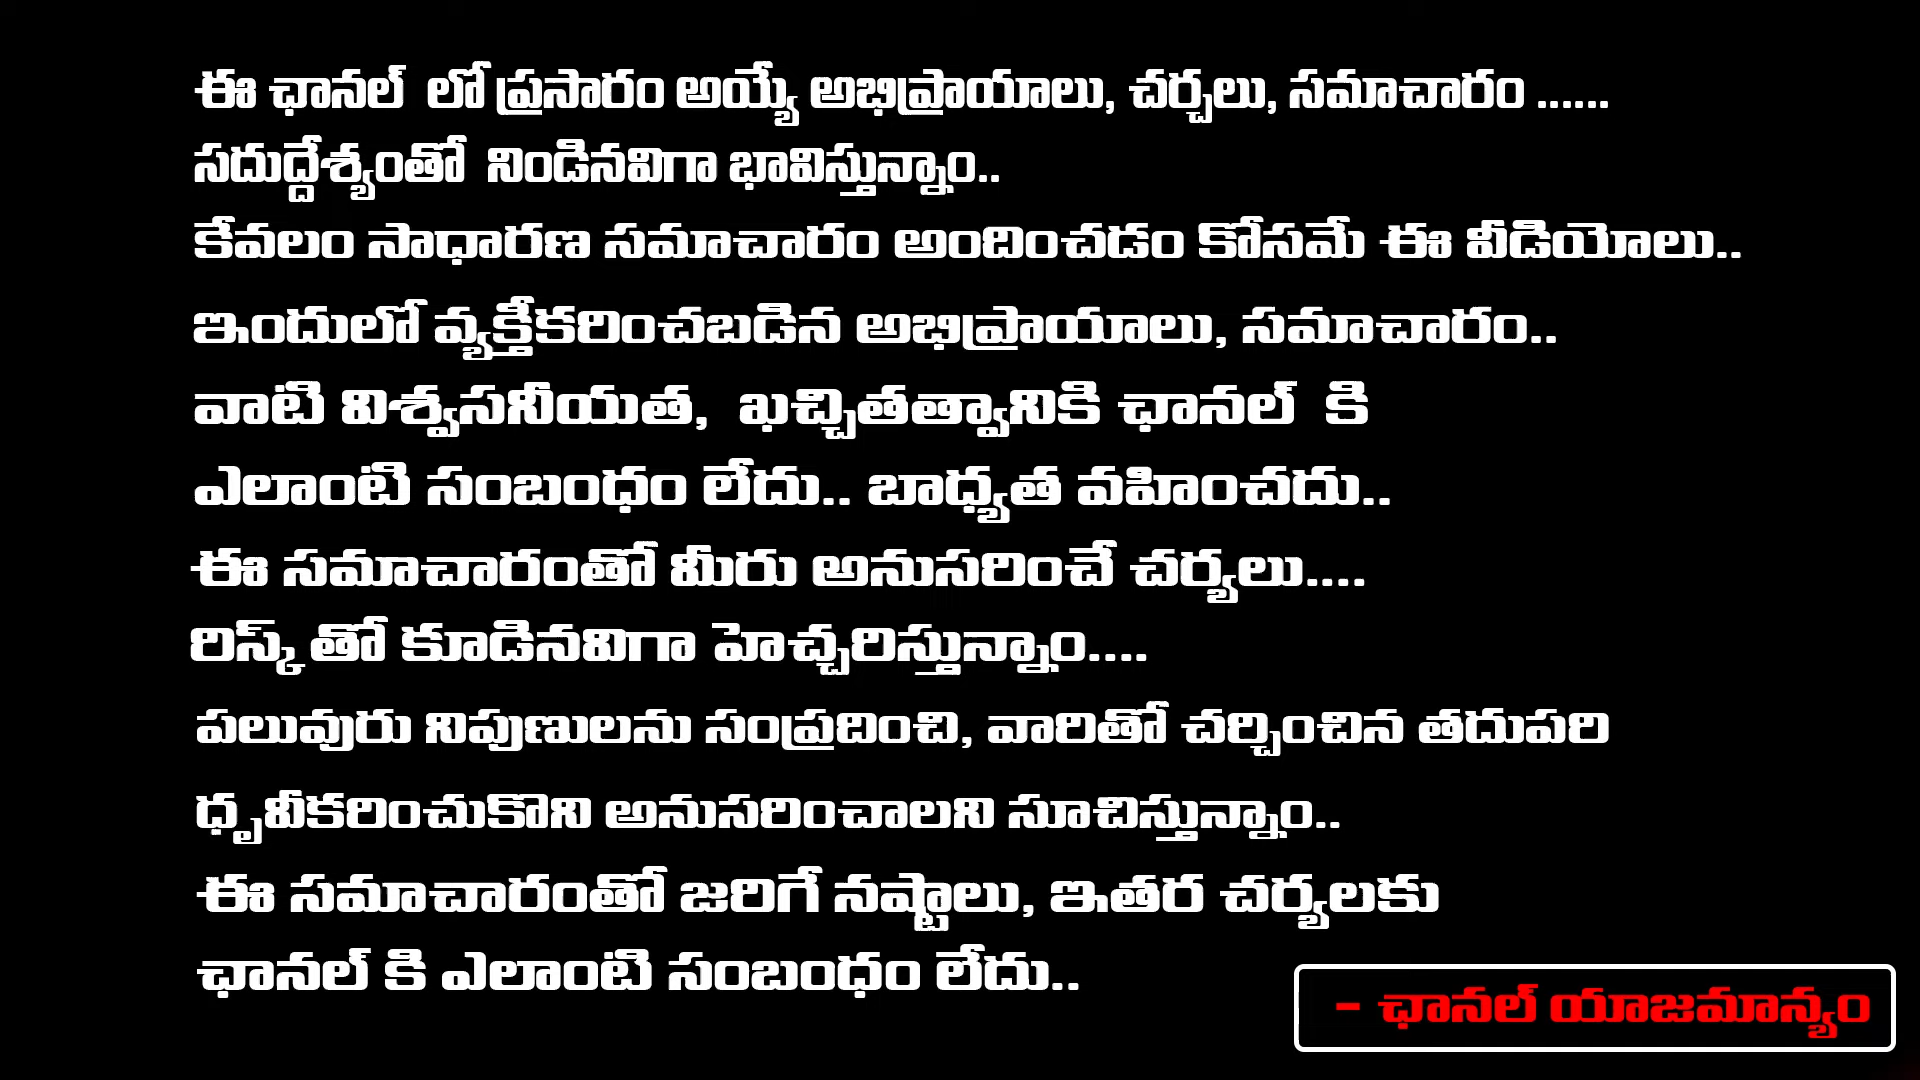 ఈ ఛానల్ లో ప్రసారం అయ్యే అభిప్రాయాలు, చర్చలు, సమాచారం ......
సదుద్దేశ్యంతో నిండినవిగా భావిస్తున్నాం..
కేవలం సాధారణ సమాచారం అందించడం కోసమే ఈ వీడియోలు..
ఇందులో వ్యక్తీకరించబడిన అభిప్రాయాలు, సమాచారం..
వాటి విశ్వసనీయత, ఖచ్చితత్వానికి ఛానల్ కి
ఎలాంటి సంబంధం లేదు.. బాధ్యత వహించదు..
ఈ సమాచారంతో మీరు అనుసరించే చర్యలు....
రిస్క్ తో కూడినవిగా హెచ్చరిస్తున్నాం....
పలువురు నిపుణులను సంప్రదించి, వారితో చర్చించిన తదుపరి
ధృవీకరించుకొని అనుసరించాలని సూచిస్తున్నాం..
ఈ సమాచారంతో జరిగే నష్టాలు, ఇతర చర్యలకు
ఛానల్ కి ఎలాంటి సంబంధం లేదు..
- ఛానల్ యాజమాన్యం